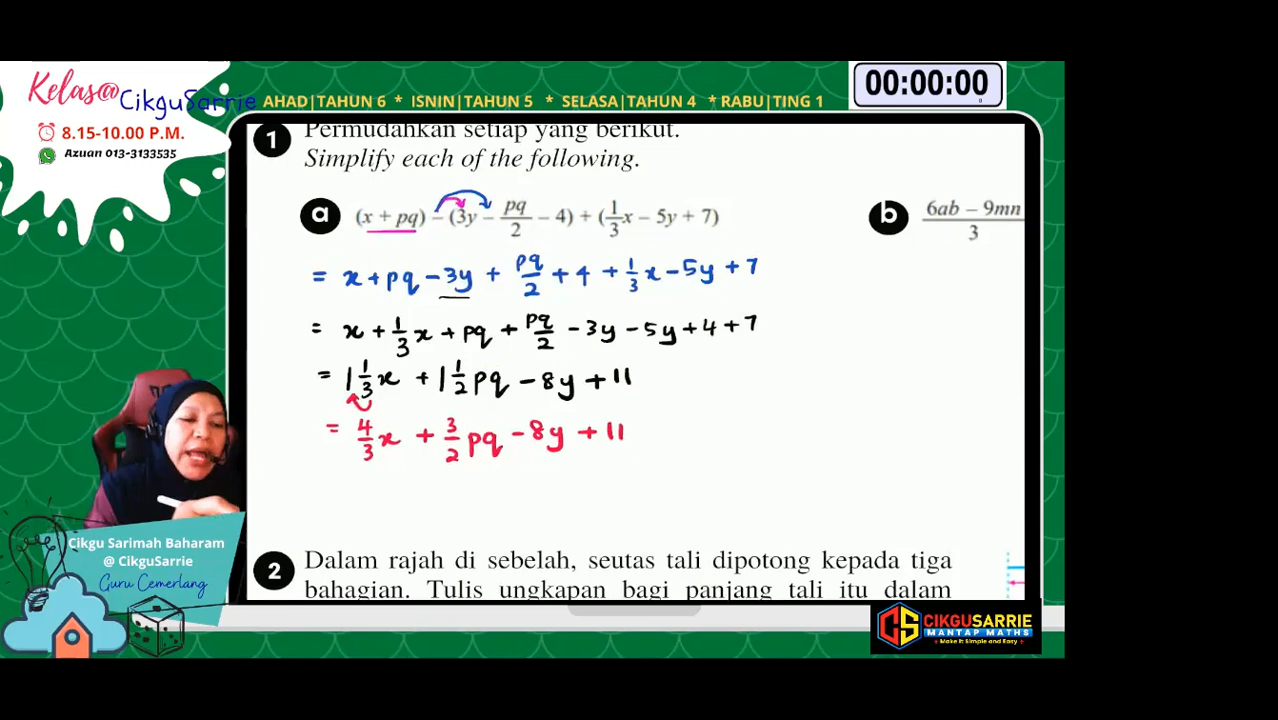 Kelas@
CikguSarrie
8.15-10.00 P.M.
Azuan 013-3133535
AHAD|TAHUN 6 * ISNIN|TAHUN 5 * SELASA|TAHUN 4 * RABU|TING 1
00:00:00
1 Permudahkan setiap yang berikut.
Simplify each of the following.
a (x + pq) – (3y – pq/2 – 4) + (1/3x – 5y + 7)
= x + pq – 3y + pq/2 + 4 + 1/3x – 5y + 7
= x + 1/3x + pq + pq/2 – 3y – 5y + 4 + 7
= 1 1/3x + 1 1/2pq – 8y + 11
= 4/3x + 3/2pq – 8y + 11
b 6ab – 9mn/3
2 Dalam rajah di sebelah, seutas tali dipotong kepada tiga
bahagian. Tulis ungkapan bagi panjang tali itu dalam
Cikgu Sarimah Baharam
@ CikguSarrie
Guru Cemerlang
CS CIKGUSARRIE
MANTAP MATHS
Make It Simple and Easy